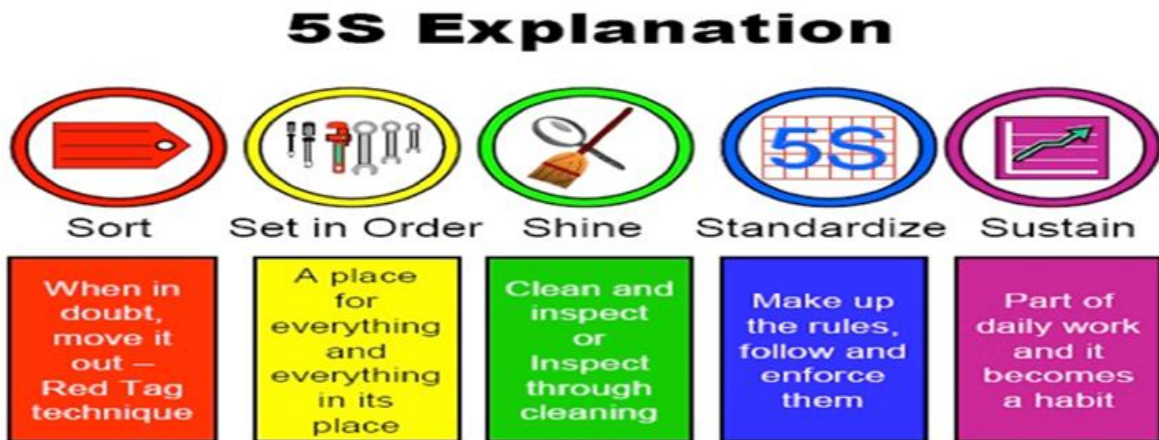 5S Explanation
5S
Sort
Set in Order
Shine
Standardize
Sustain
When in
doubt,
move it
out –
Red Tag
technique
A place
for
everything
and
everything
in its
place
Clean and
inspect
or
Inspect
through
cleaning
Make up
the rules,
follow and
enforce
them
Part of
daily work
and it
becomes
a habit